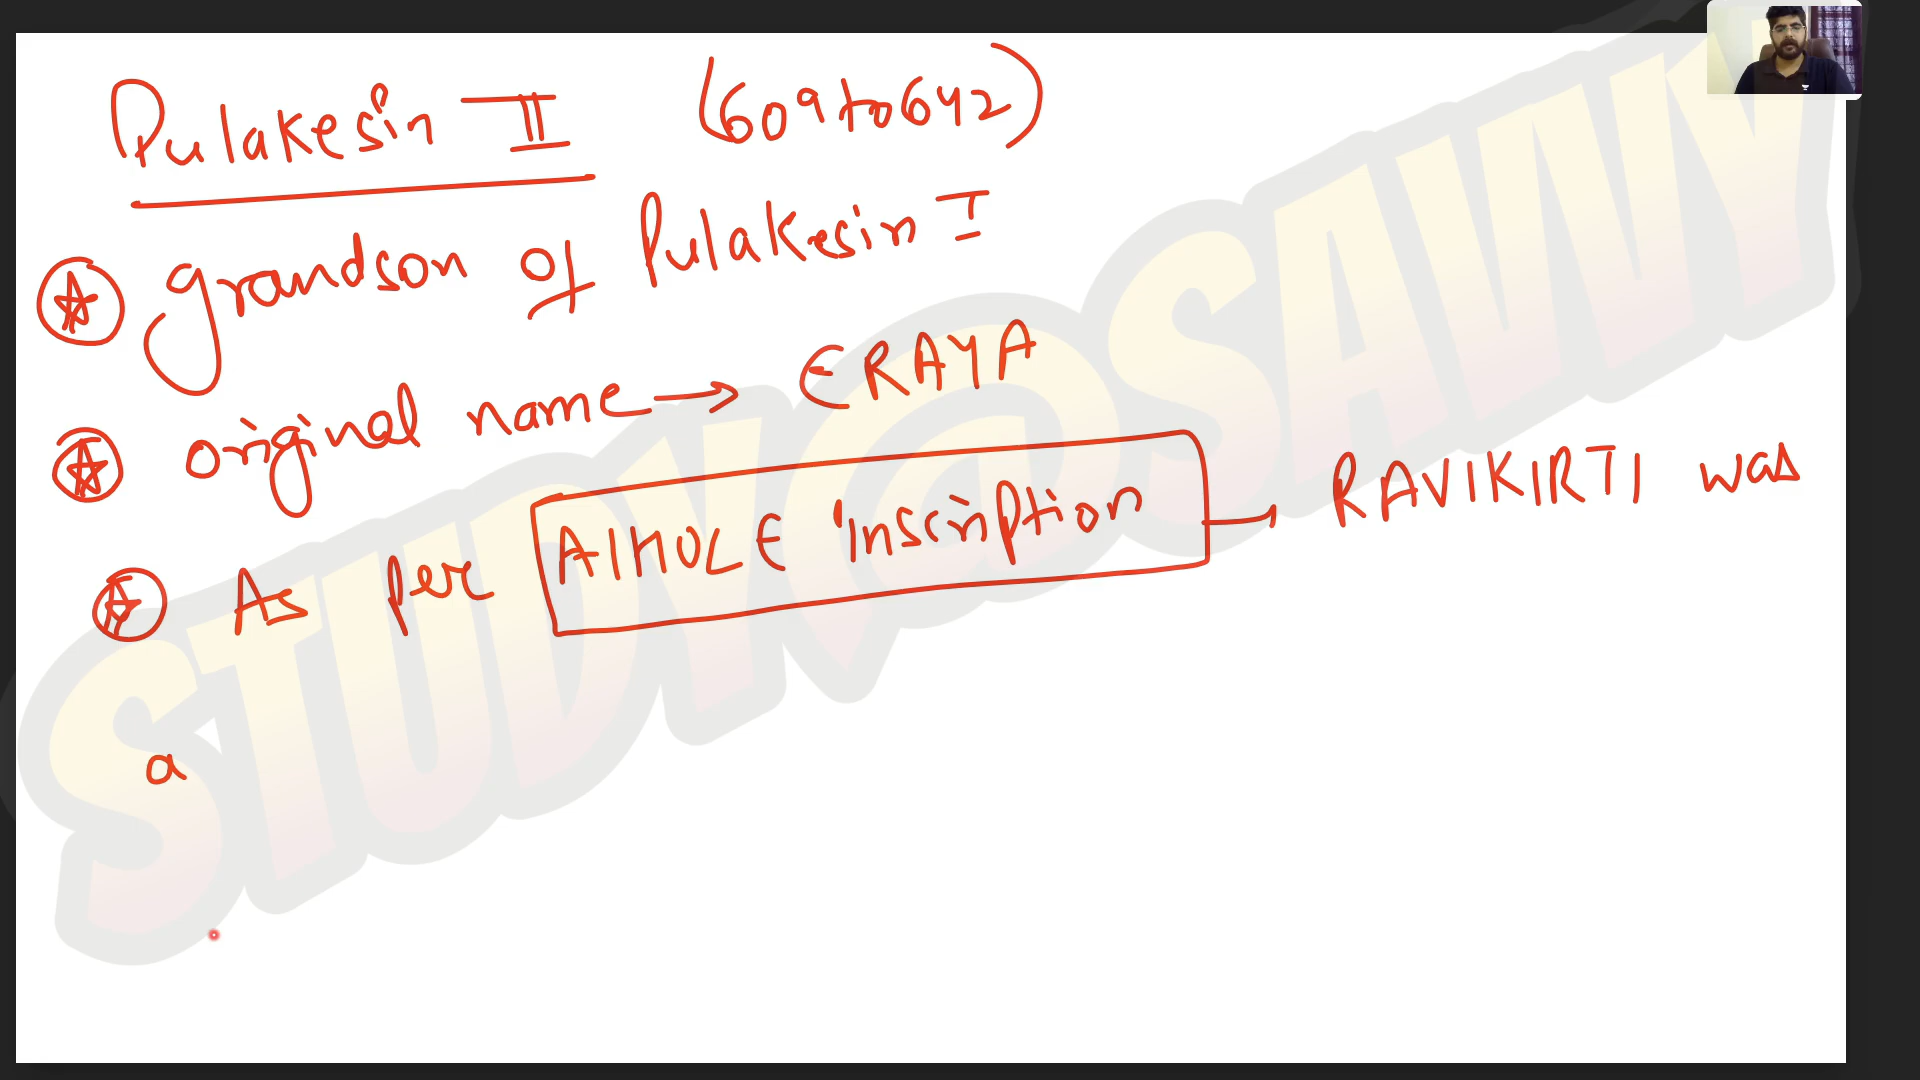 Pulakesin II (609 to 642)
grandson of Pulakesin I
original name → ERAYA
As per AIHOLE Inscription → RAVIKIRTI was
a
STUDY@SAVVY